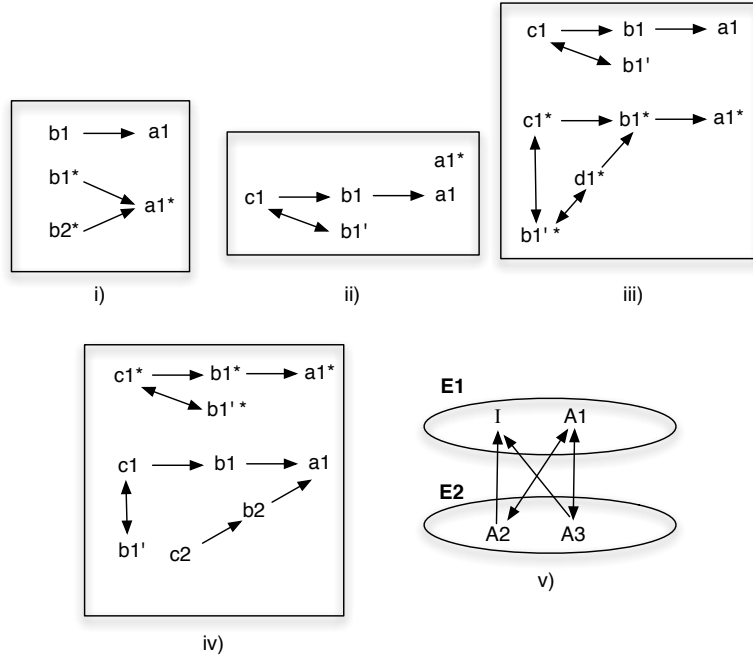 b1 a1
b1*
a1*
b2*
i)
a1*
c1 b1 a1
b1'
ii)
c1 b1 a1
b1'
c1* b1* a1*
d1*
b1' *
iii)
c1* b1* a1*
b1' *
c1 b1 a1
b2
b1' c2
iv)
E1
I A1
E2
A2 A3
v)